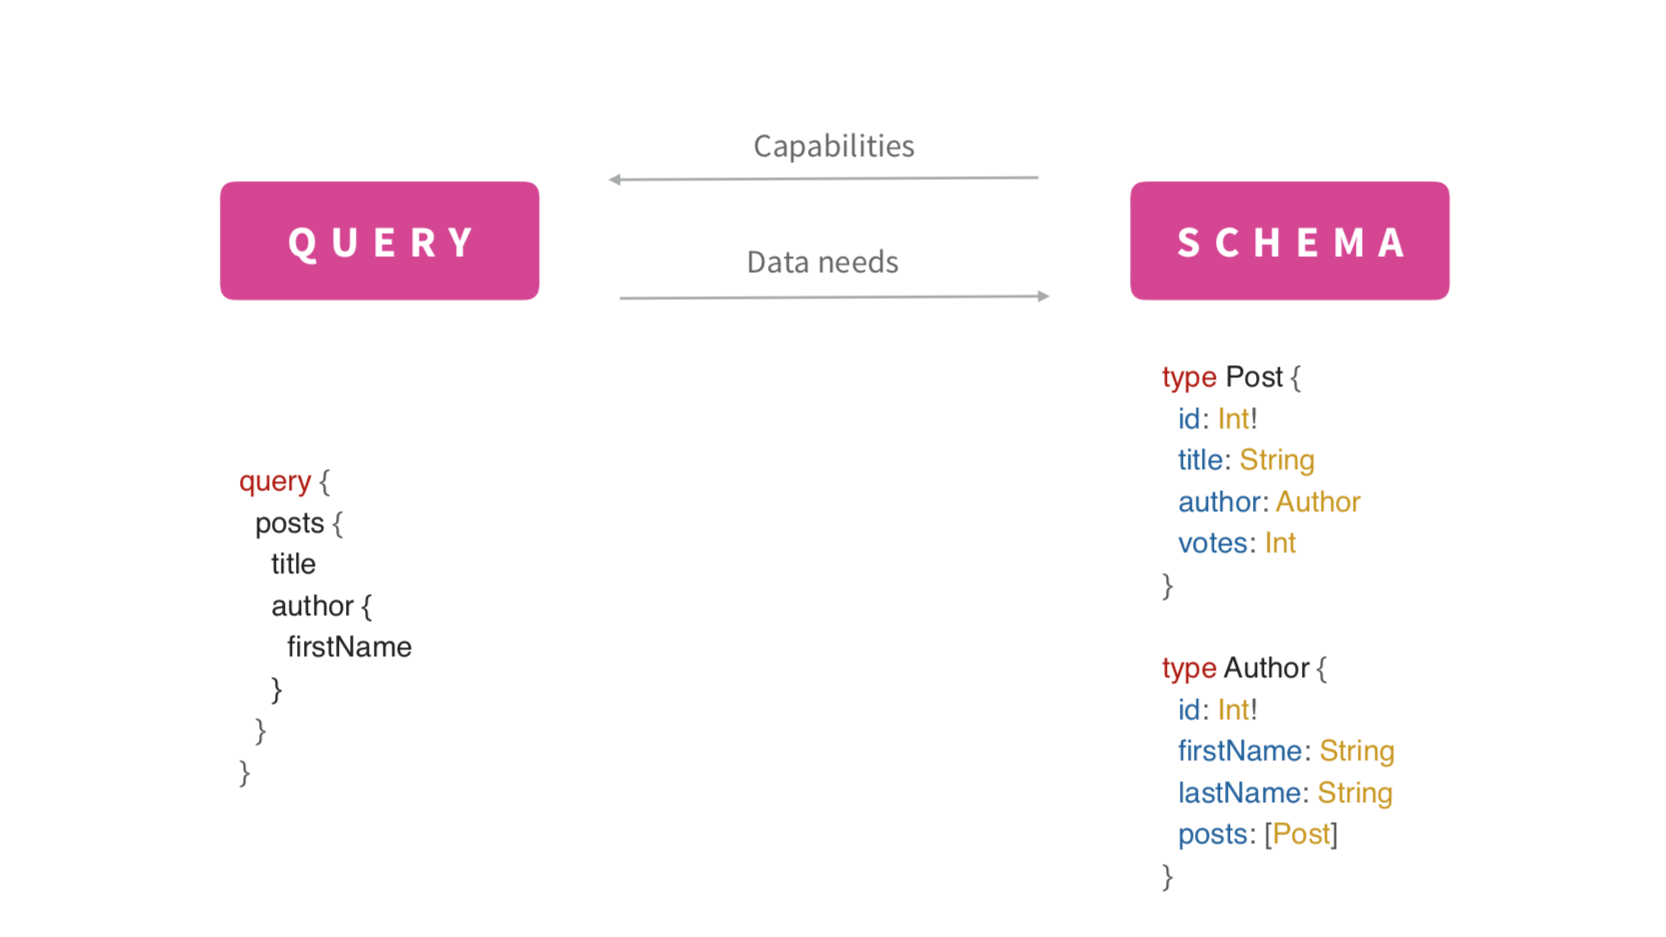 Capabilities
QUERY
SCHEMA
Data needs
query {
posts {
title
author {
firstName
}
}
}
type Post {
id: Int!
title: String
author: Author
votes: Int
}
type Author {
id: Int!
firstName: String
lastName: String
posts: [Post]
}